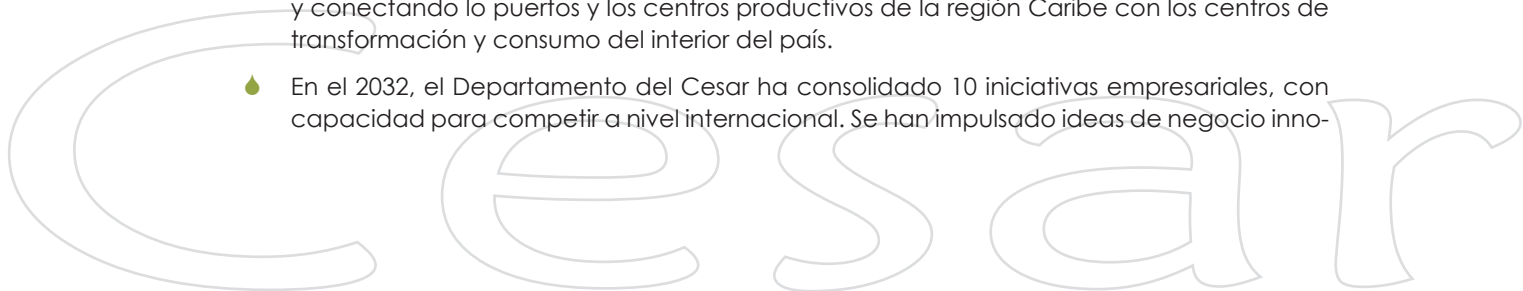 y conectando lo puertos y los centros productivos de la región Caribe con los centros de
transformación y consumo del interior del país.
En el 2032, el Departamento del Cesar ha consolidado 10 iniciativas empresariales, con
capacidad para competir a nivel internacional. Se han impulsado ideas de negocio inno-
Cesar